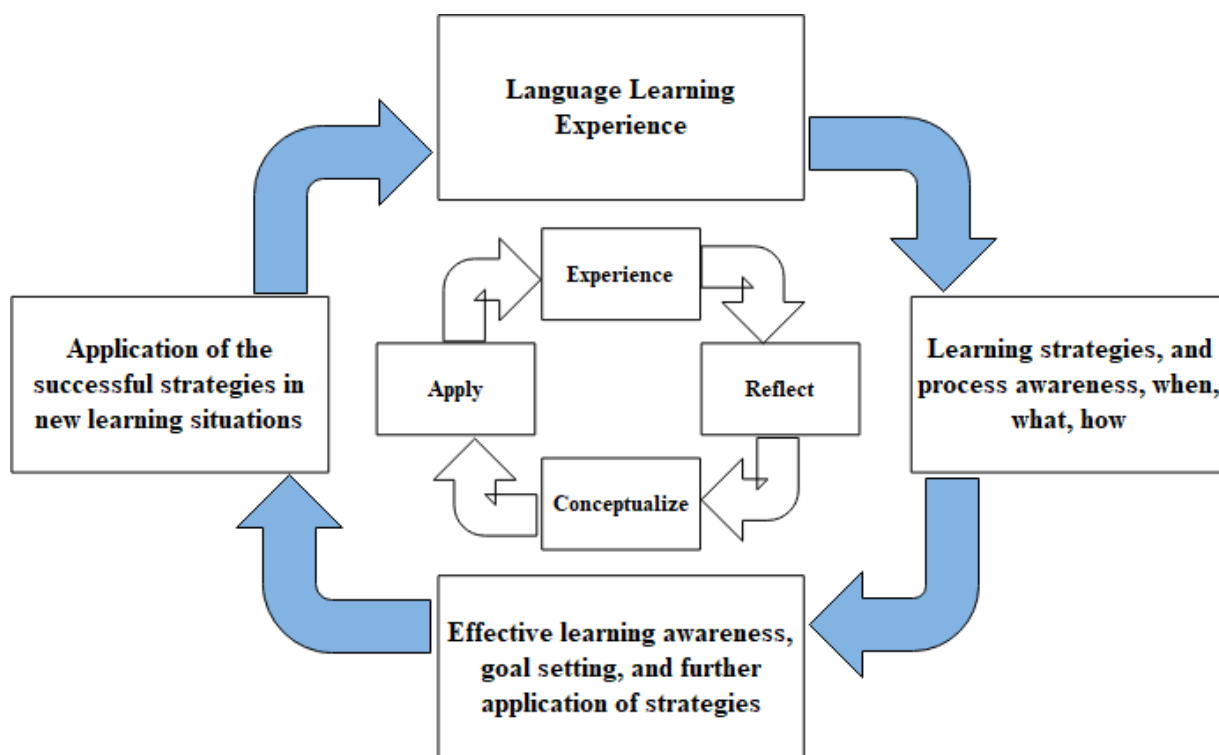 Language Learning
Experience
Experience
Application of the
successful strategies in
new learning situations
Apply
Reflect
Learning strategies, and
process awareness, when,
what, how
Conceptualize
Effective learning awareness,
goal setting, and further
application of strategies